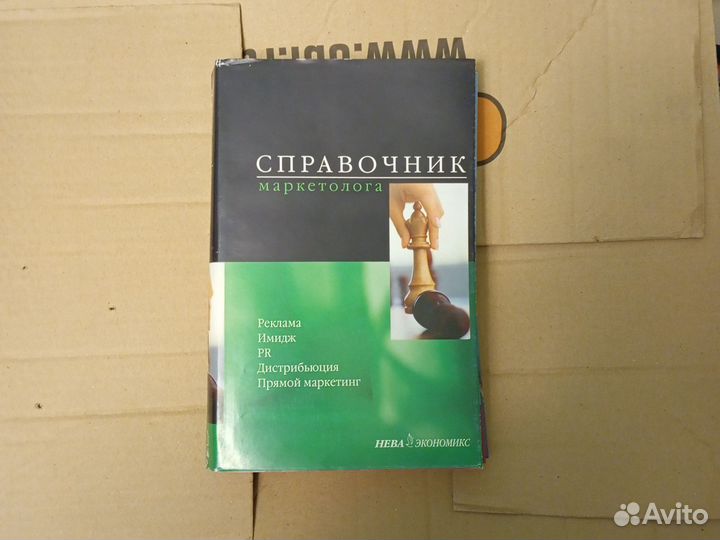 СПРАВОЧНИК
маркетолога
Реклама
Имидж
PR
Дистрибьюция
Прямой маркетинг
НЕВА ЭКОНОМИКС
Avito